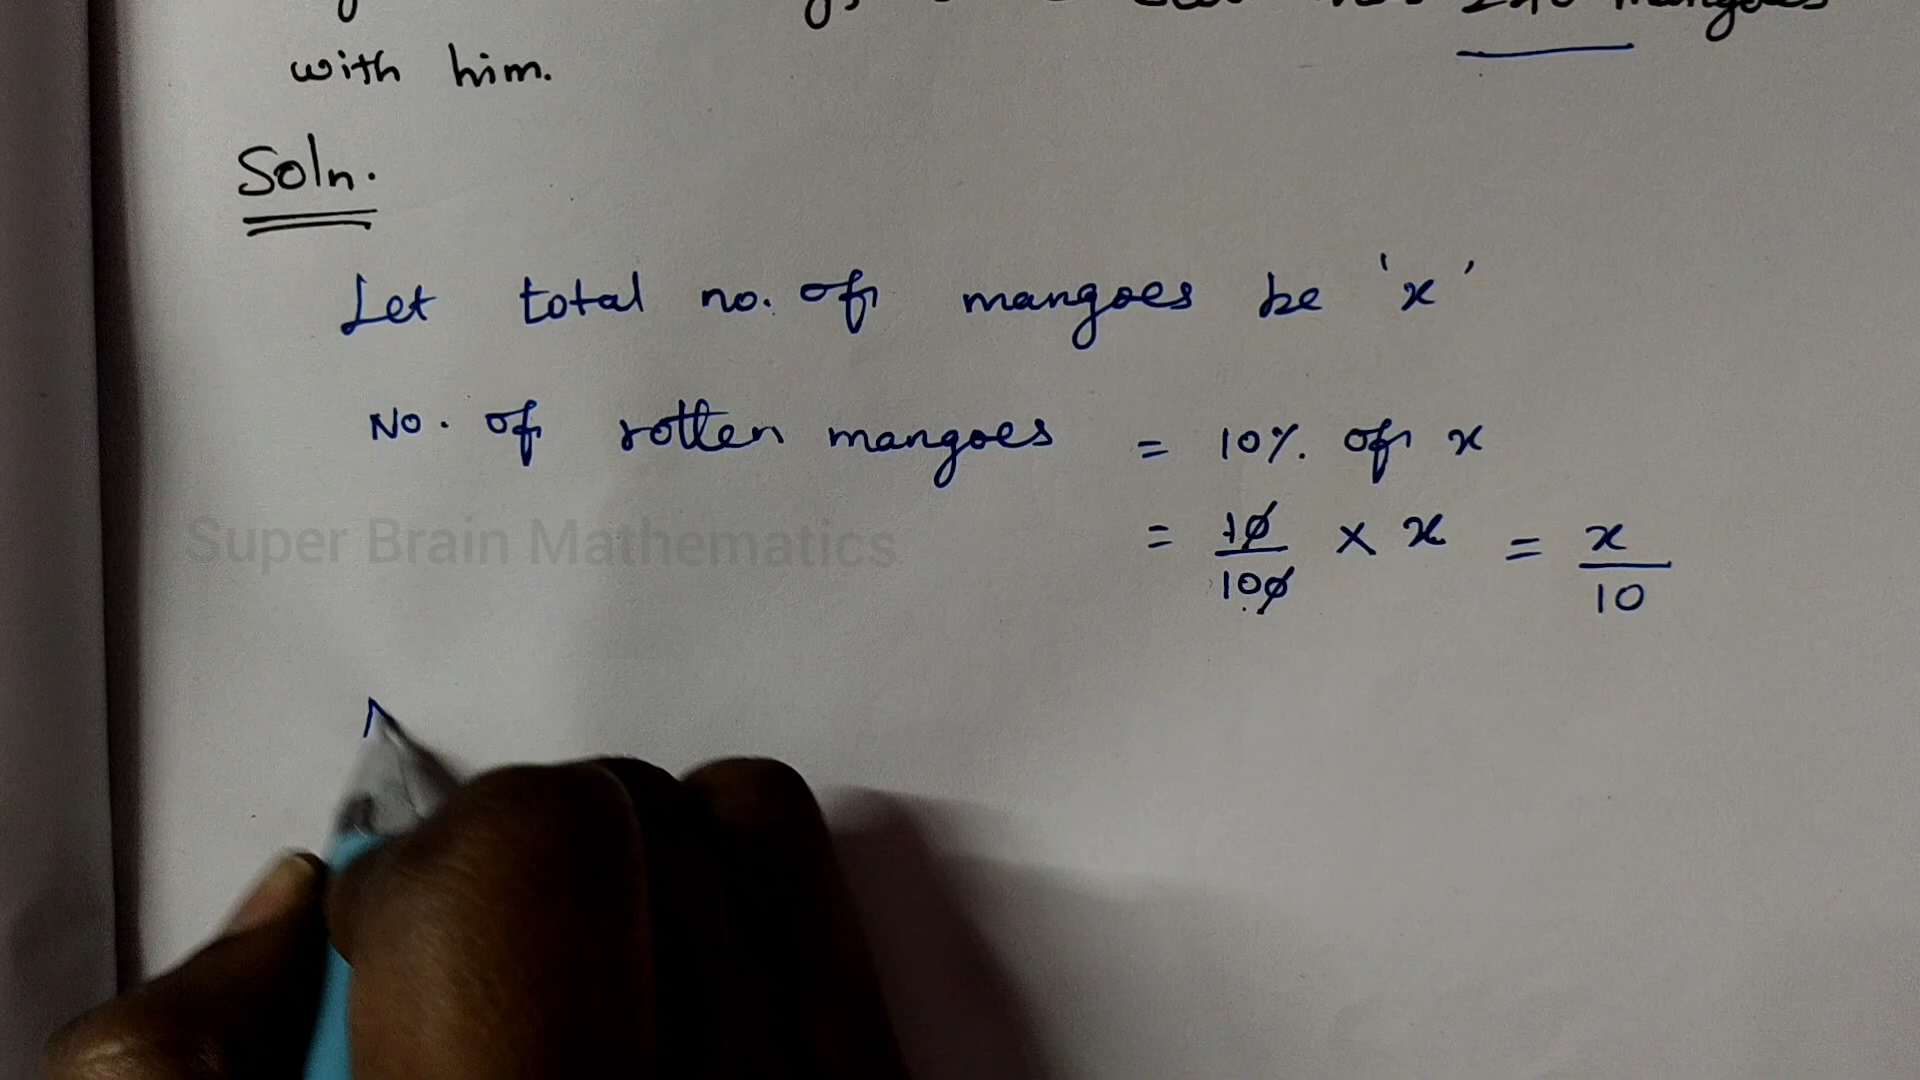 mangoes
with him.
Soln.
Let total no. of mangoes be 'x'
No. of rotten mangoes = 10% of x
= 10/100 × x = x/10
Super Brain Mathematics